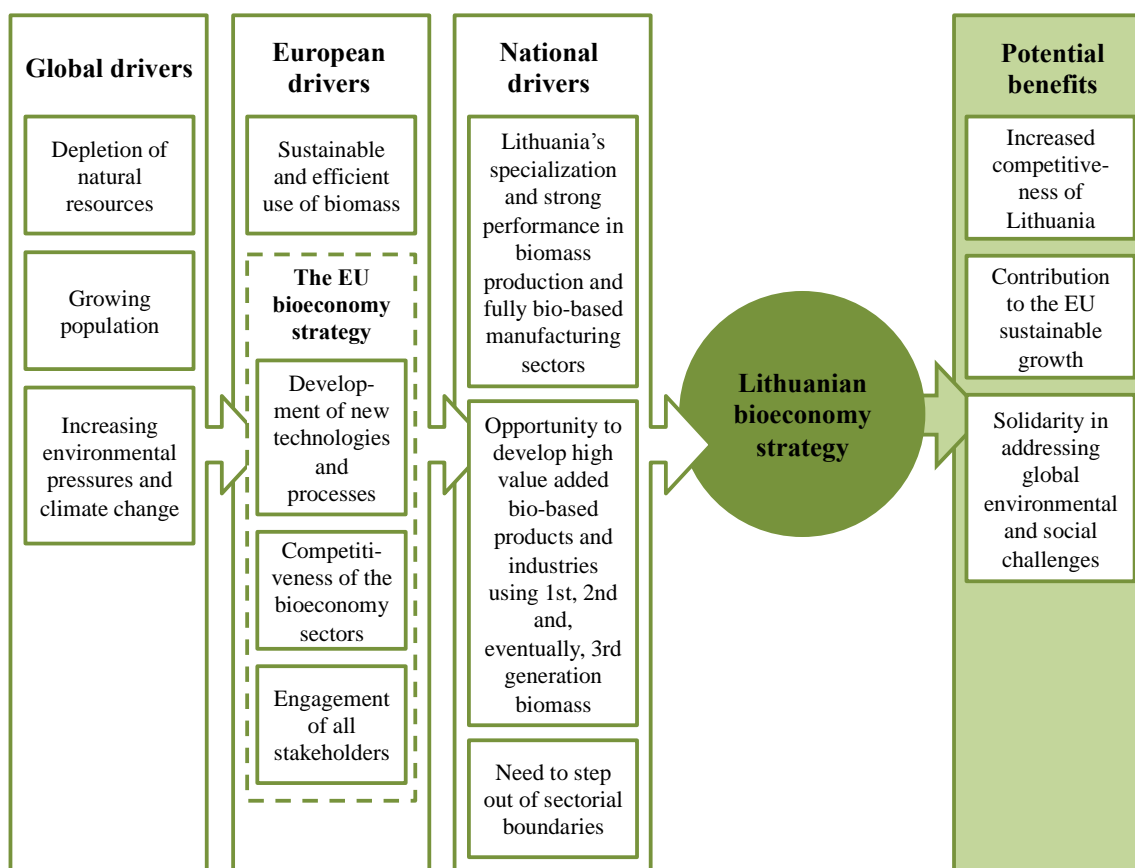 Global drivers
Depletion of
natural
resources
Growing
population
Increasing
environmental
pressures and
climate change
European
drivers
Sustainable
and efficient
use of biomass
The EU
bioeconomy
strategy
Develop-
ment of new
technologies
and
processes
Competiti-
veness of the
bioeconomy
sectors
Engagement
of all
stakeholders
National
drivers
Lithuania’s
specialization
and strong
performance in
biomass
production and
fully bio-based
manufacturing
sectors
Opportunity to
develop high
value added
bio-based
products and
industries
using 1st, 2nd
and,
eventually, 3rd
generation
biomass
Need to step
out of sectorial
boundaries
Lithuanian
bioeconomy
strategy
Potential
benefits
Increased
competitive-
ness of
Lithuania
Contribution
to the EU
sustainable
growth
Solidarity in
addressing
global
environmental
and social
challenges